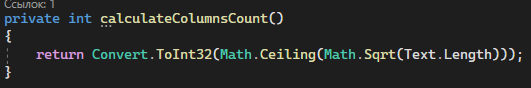 Ссылок: 1
private int calculateColumnsCount()
{
    return Convert.ToInt32(Math.Ceiling(Math.Sqrt(Text.Length)));
}